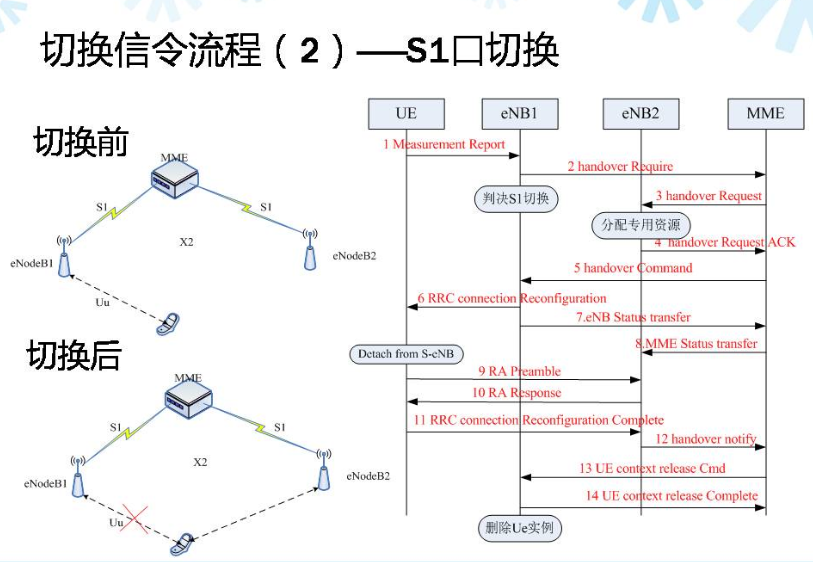 切换信令流程（2）——S1口切换
切换前
MME
S1
S1
X2
eNodeB1
eNodeB2
Uu
切换后
MME
S1
S1
X2
eNodeB1
eNodeB2
Uu
UE
eNB1
eNB2
MME
1 Measurement Report
2 handover Require
判决S1切换
3 handover Request
分配专用资源
4 handover Request ACK
5 handover Command
6 RRC connection Reconfiguration
7.eNB Status transfer
8.MME Status transfer
Detach from S-eNB
9 RA Preamble
10 RA Response
11 RRC connection Reconfiguration Complete
12 handover notify
13 UE context release Cmd
14 UE context release Complete
删除Ue实例